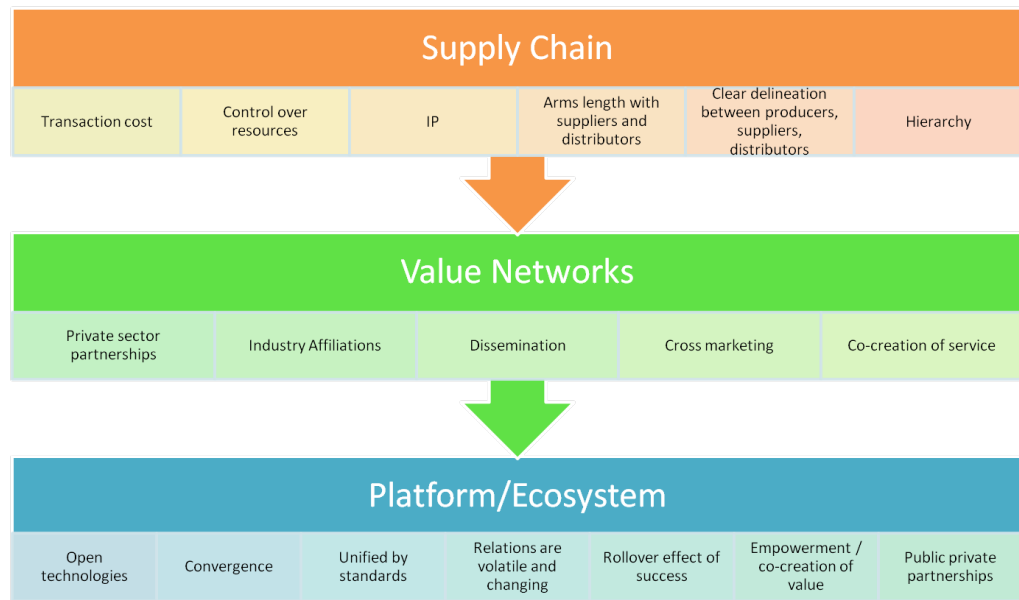 Supply Chain
Transaction cost
Control over
resources
IP
Arms length with
suppliers and
distributors
Clear delineation
between producers,
suppliers,
distributors
Hierarchy
Value Networks
Private sector
partnerships
Industry Affiliations
Dissemination
Cross marketing
Co-creation of service
Platform/Ecosystem
Open
technologies
Convergence
Unified by
standards
Relations are
volatile and
changing
Rollover effect of
success
Empowerment /
co-creation of
value
Public private
partnerships